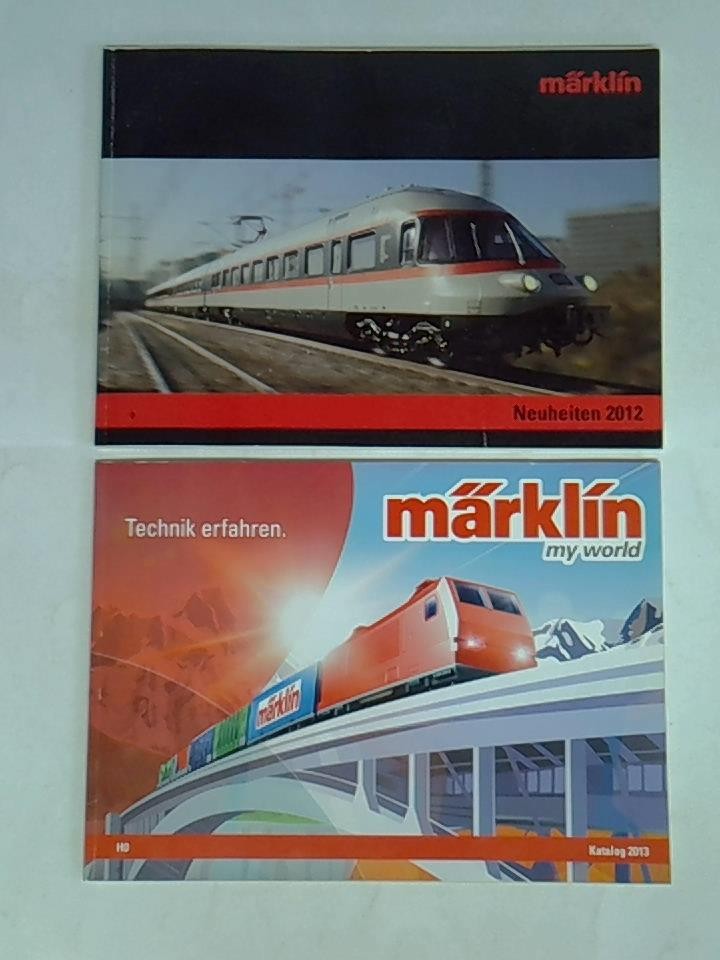 märklin
Neuheiten 2012
Technik erfahren.
märklin
my world
märklin
H0
Katalog 2013